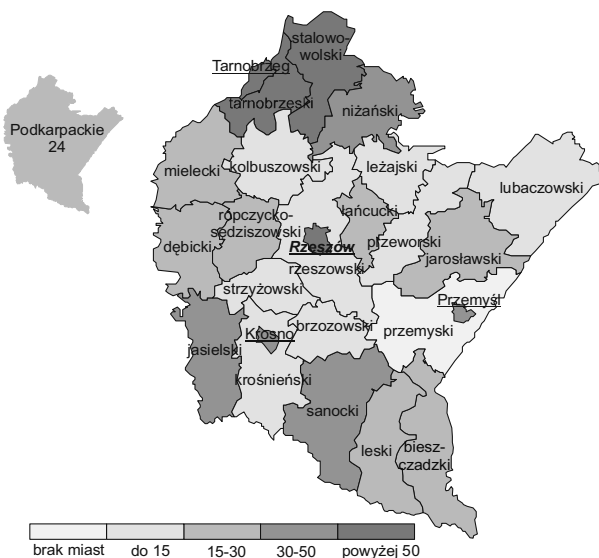 stalowo-
wolski
Tarnobrzeg
tarnobrzeski
niżański
Podkarpackie
24
mielecki
kolbuszowski
leżajski
lubaczowski
ropczycko-
sędziszowski
łańcucki
dębicki
Rzeszów
przeworski
jarosławski
rzeszowski
strzyżowski
Przemyśl
Krosno
brzozowski
przemyski
jasielski
krośnieński
sanocki
leski
biesz-
czadzki
brak miast do 15 15-30 30-50 powyżej 50